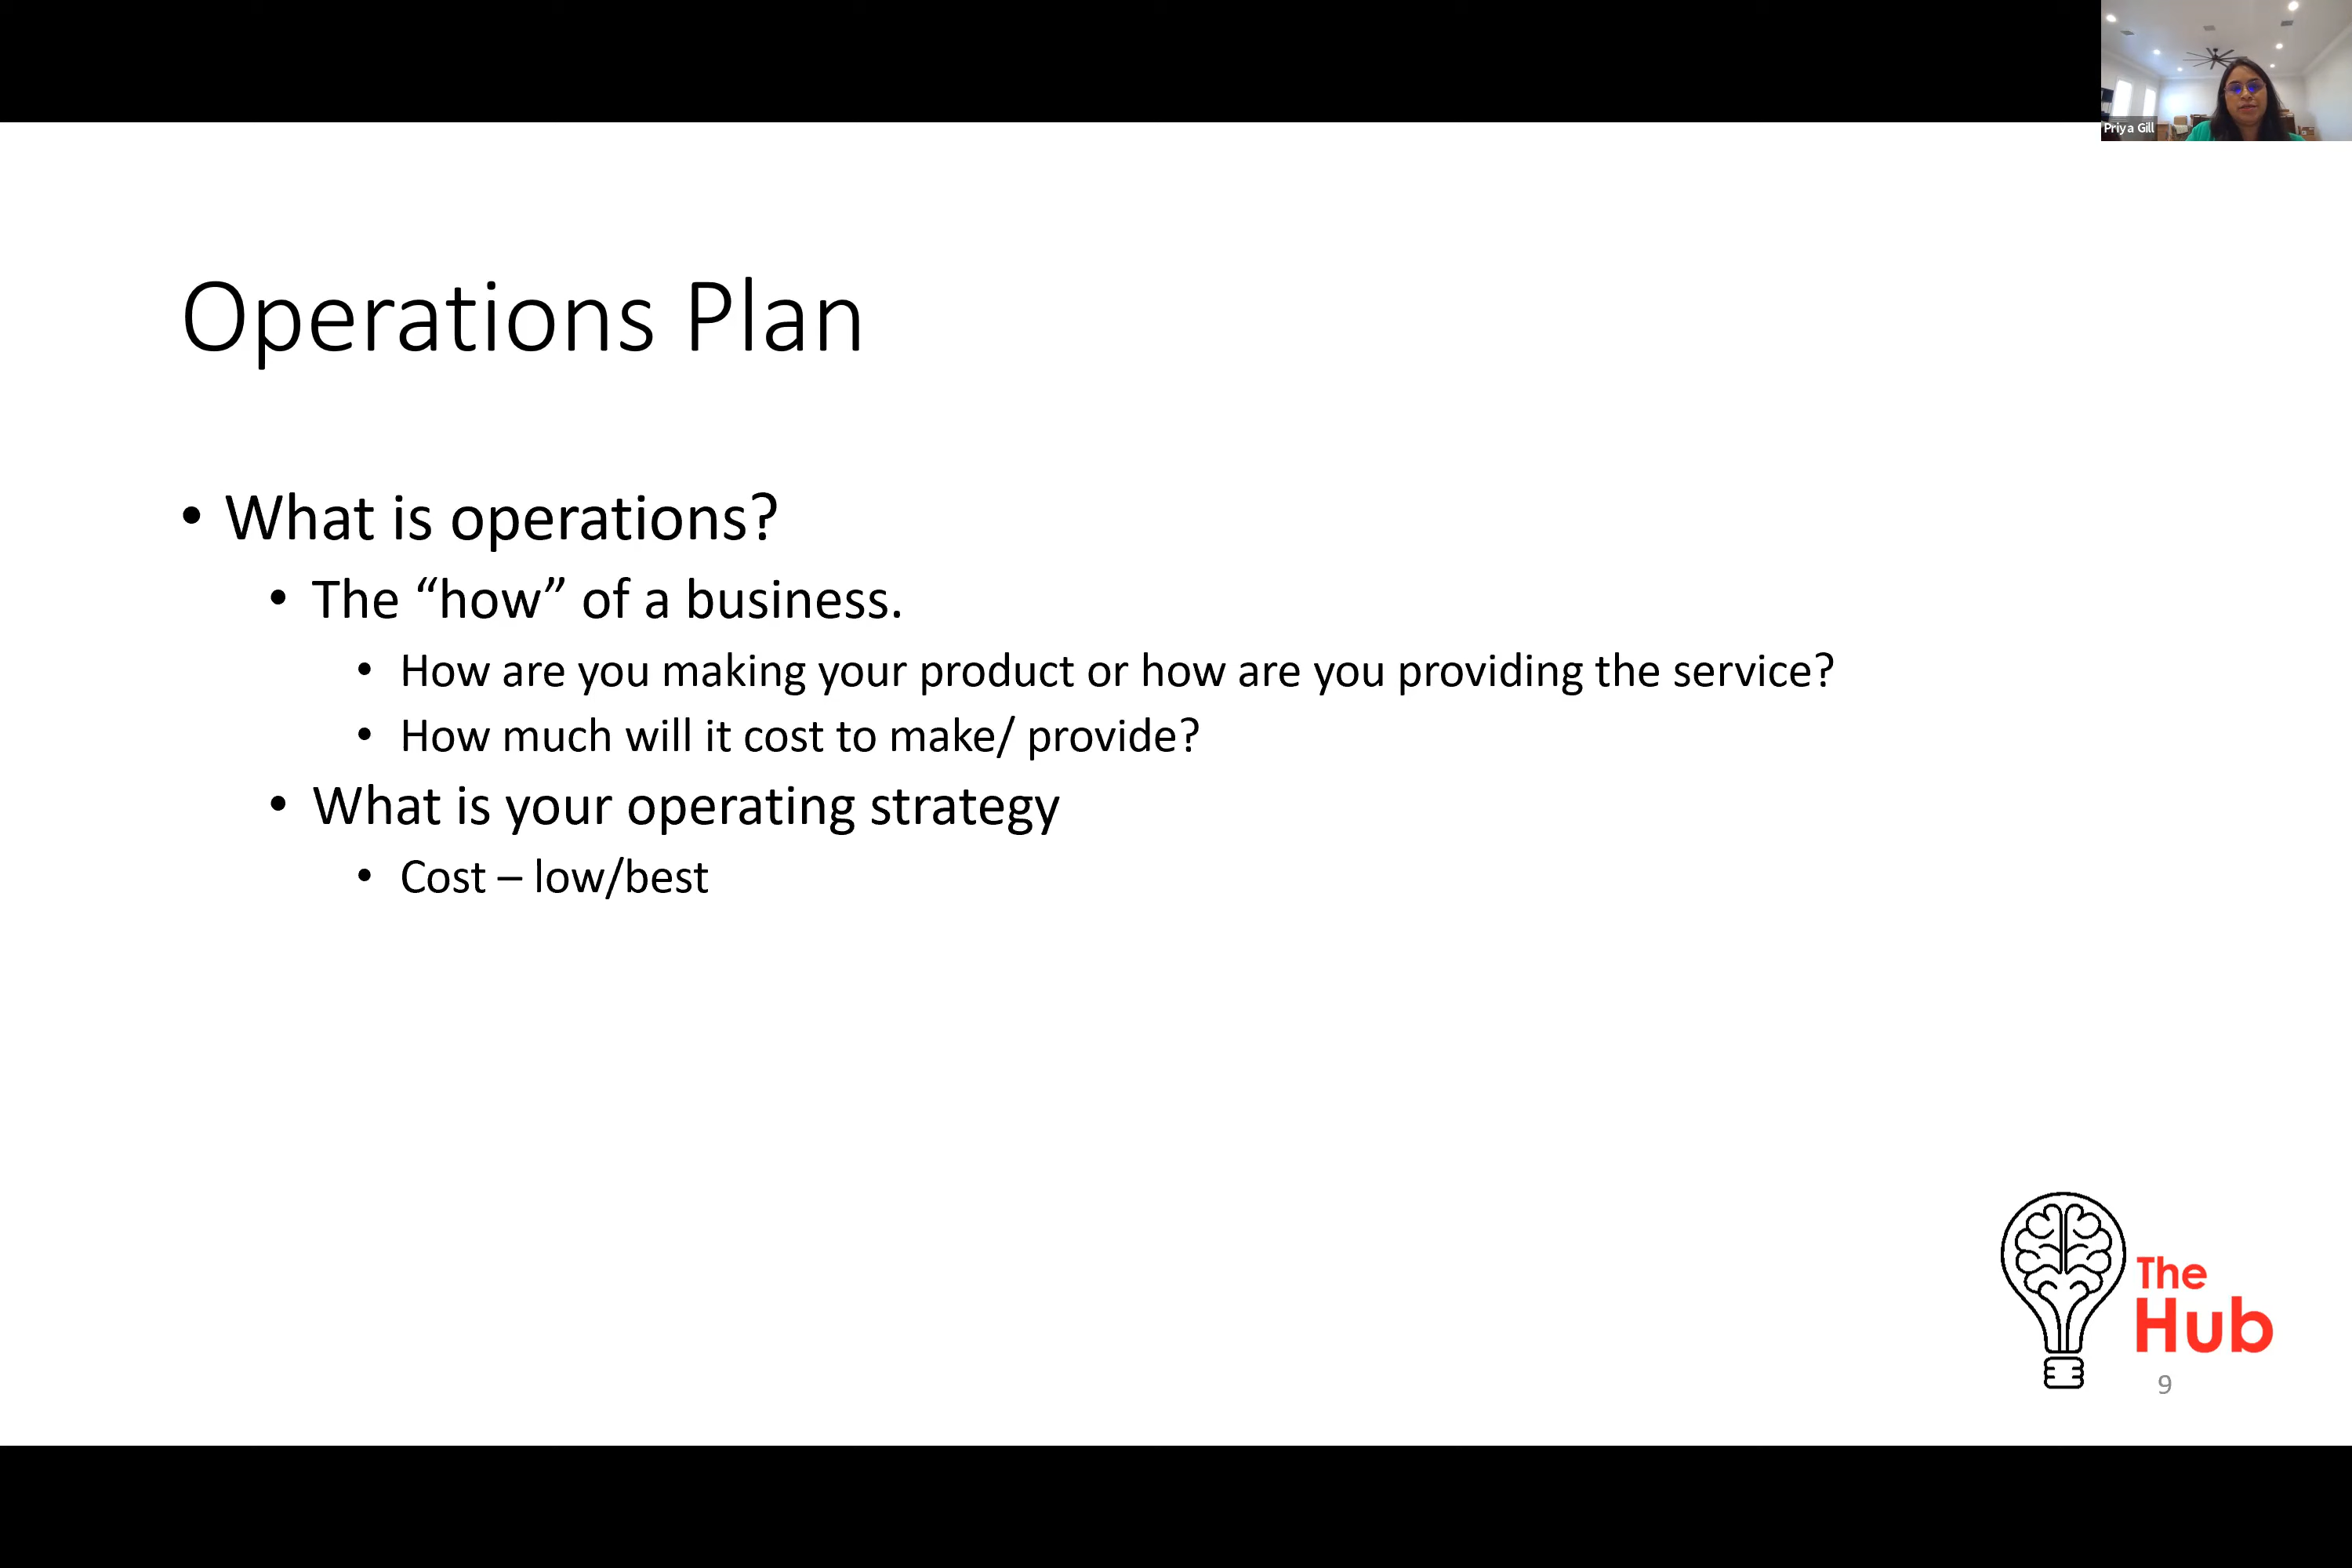 Priya Gill
Operations Plan
• What is operations?
• The “how” of a business.
• How are you making your product or how are you providing the service?
• How much will it cost to make/ provide?
• What is your operating strategy
• Cost – low/best
The
Hub
9